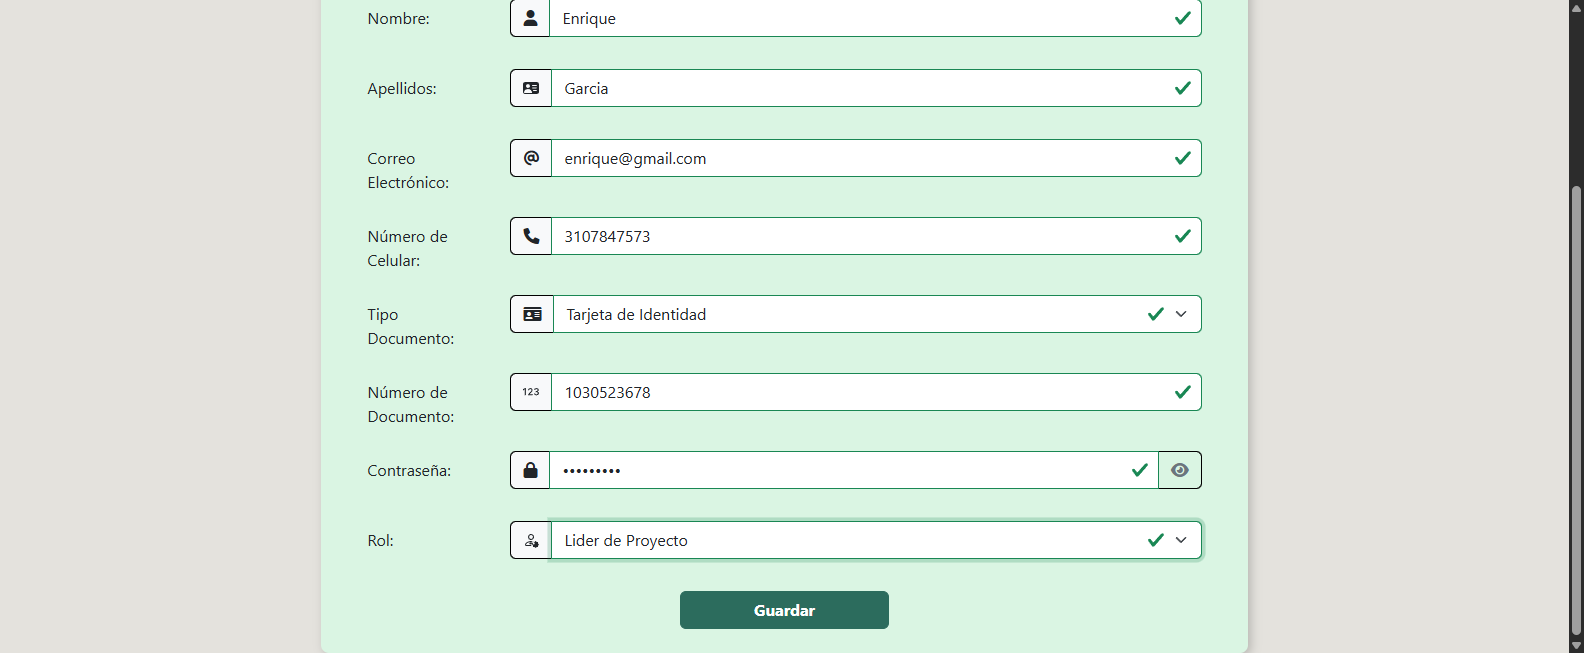 Nombre:
Enrique
Apellidos:
Garcia
Correo
Electrónico:
@
enrique@gmail.com
Número de
Celular:
3107847573
Tipo
Documento:
Tarjeta de Identidad
Número de
Documento:
123
1030523678
Contraseña:
•••••••••
Rol:
Lider de Proyecto
Guardar